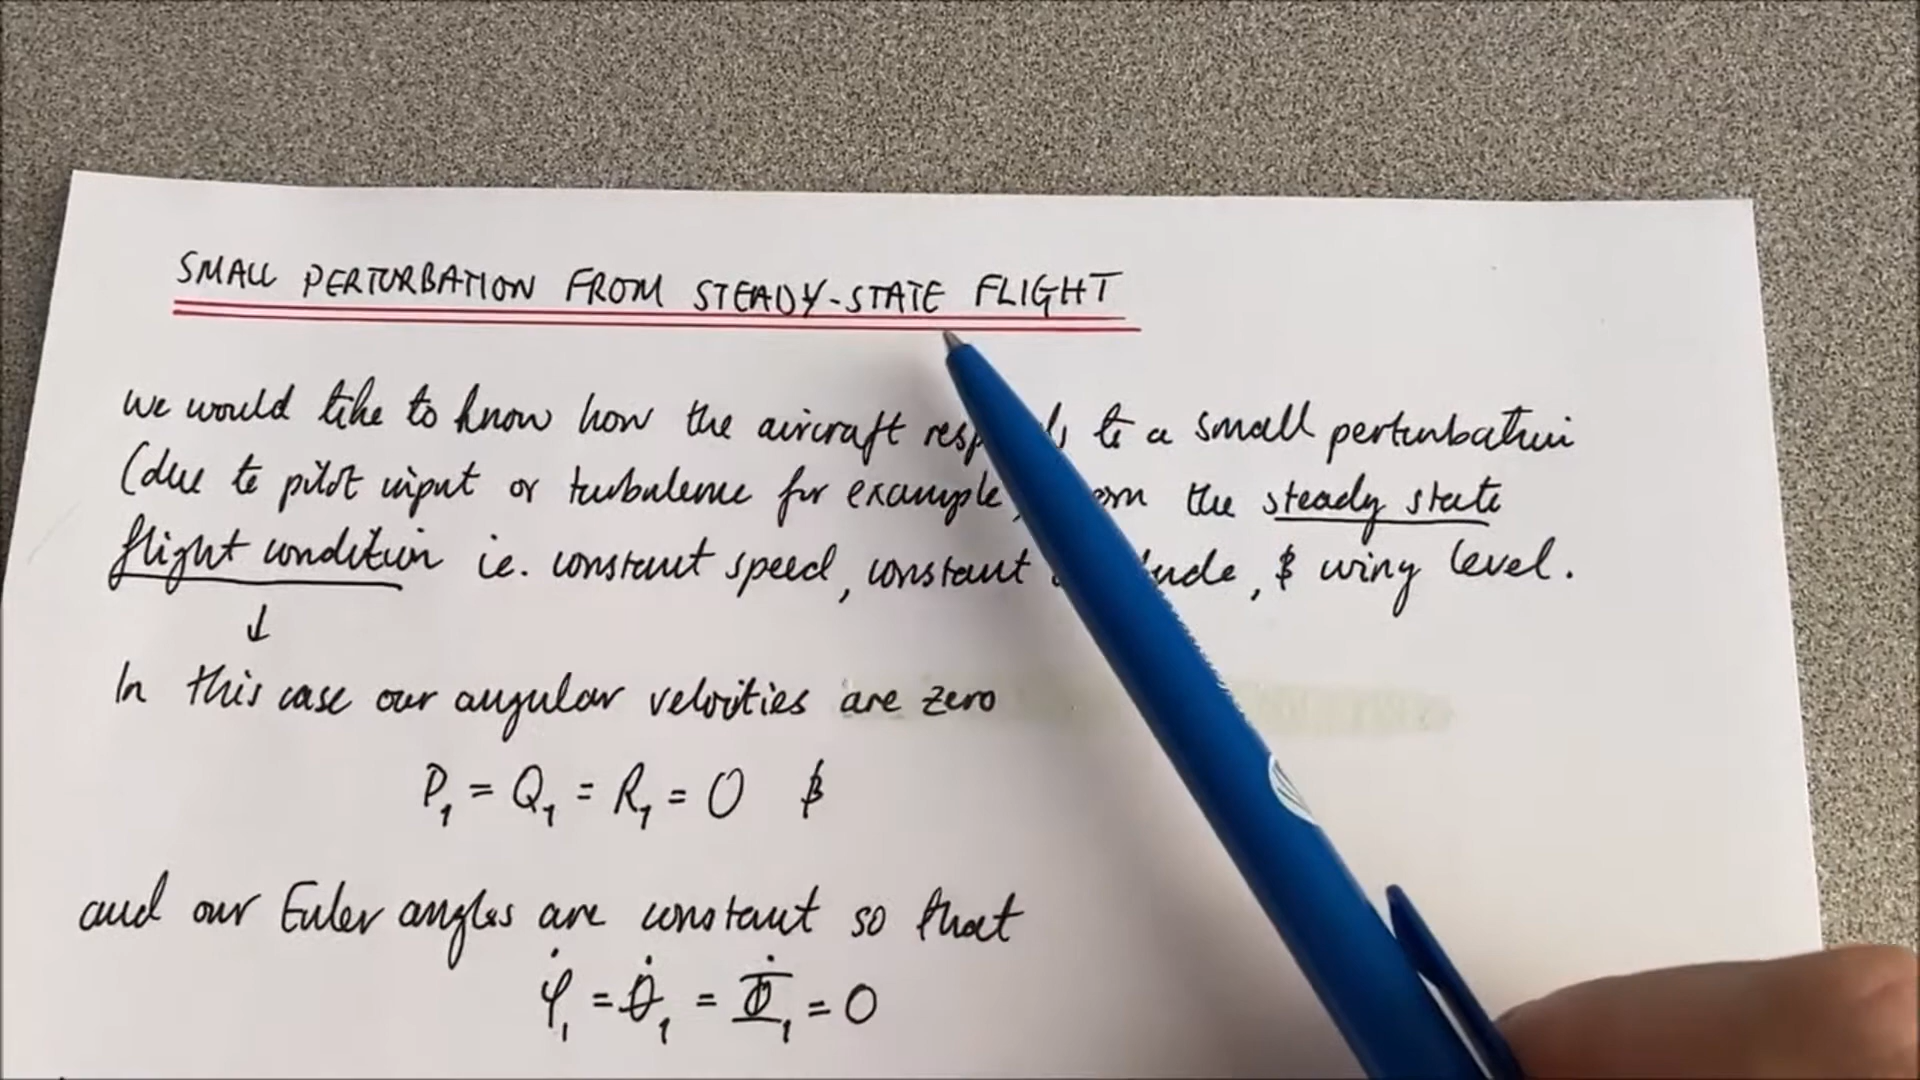 SMALL PERTURBATION FROM STEADY-STATE FLIGHT
we would like to know how the aircraft to a small perturbation
(due to pilot input or turbulence for example, the steady state
flight condition i.e. constant speed, constant & wing level.
↓
In this case our angular velocities are zero
P₁ = Q₁ = R₁ = 0 &
and our Euler angles are constant so that
φ̇₁ = θ̇₁ = Φ̇₁ = 0